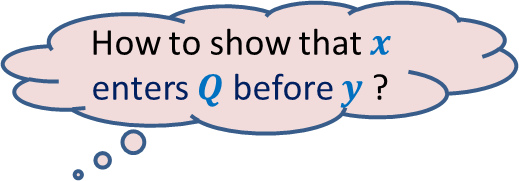 How to show that x
enters Q before y ?